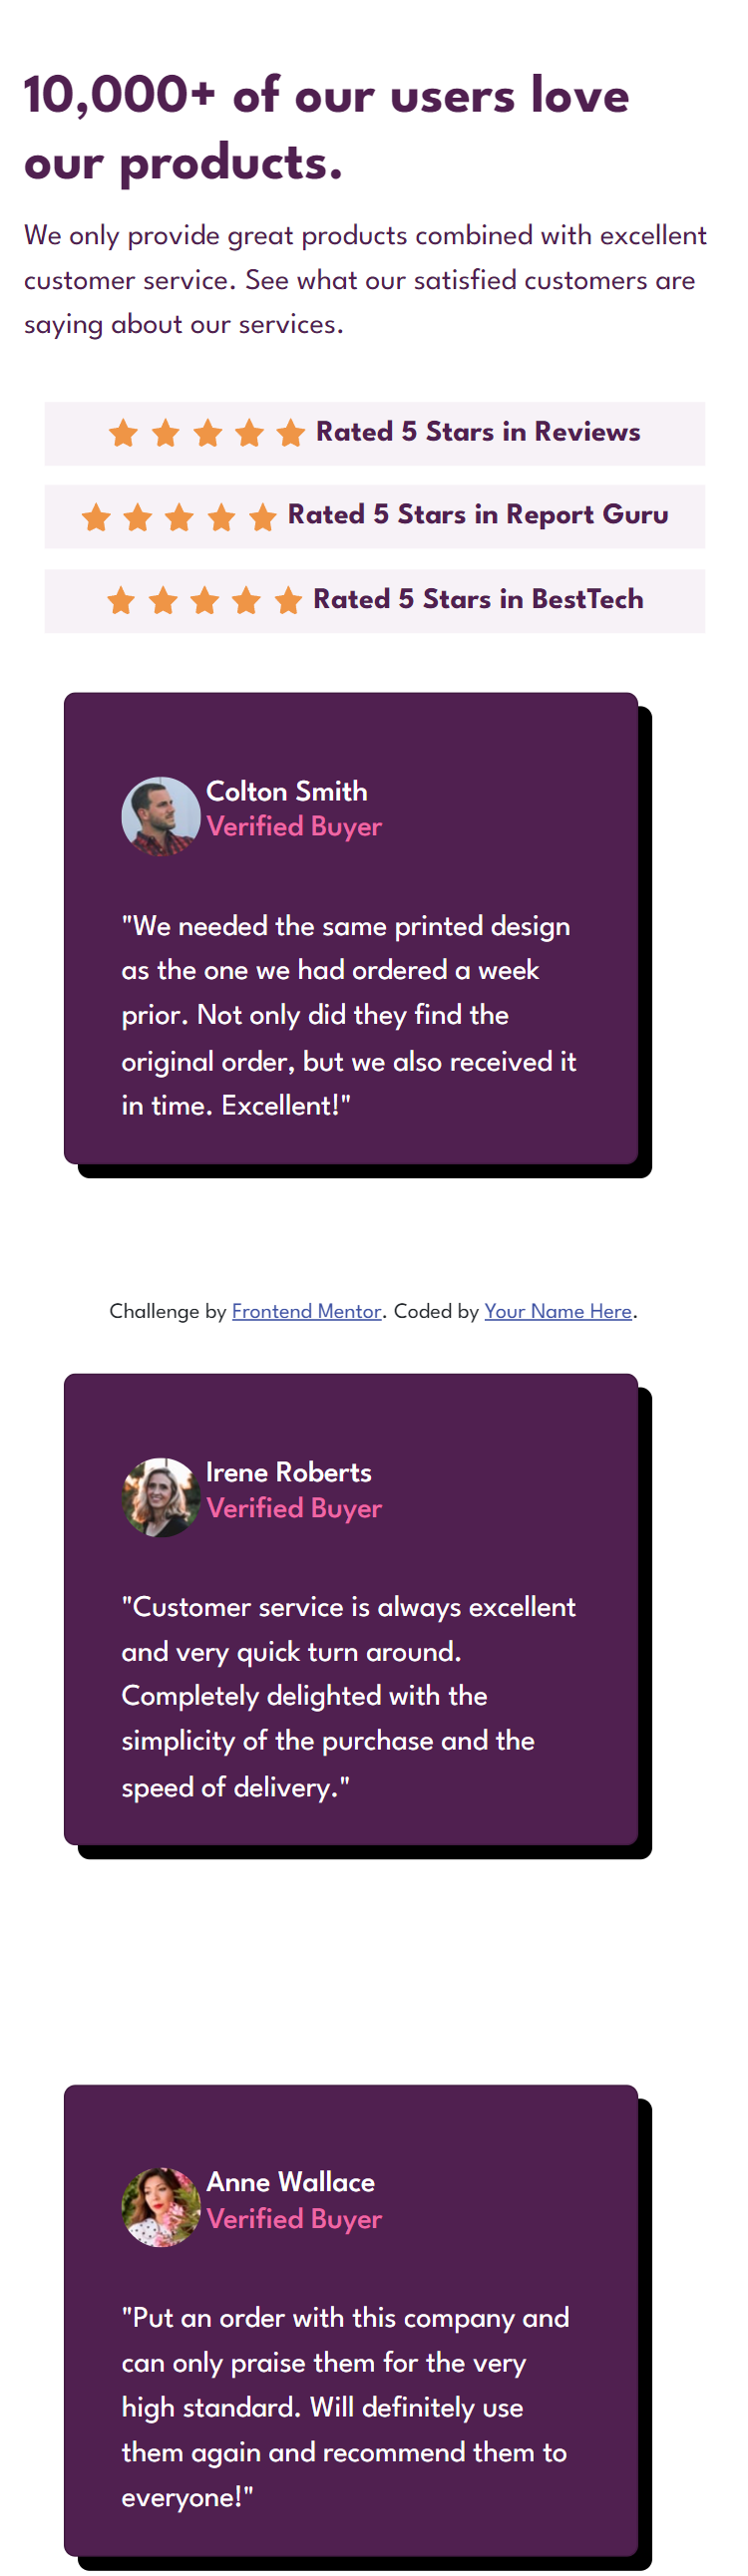 10,000+ of our users love
our products.
We only provide great products combined with excellent
customer service. See what our satisfied customers are
saying about our services.
Rated 5 Stars in Reviews
Rated 5 Stars in Report Guru
Rated 5 Stars in BestTech
Colton Smith
Verified Buyer
"We needed the same printed design
as the one we had ordered a week
prior. Not only did they find the
original order, but we also received it
in time. Excellent!"
Challenge by Frontend Mentor. Coded by Your Name Here.
Irene Roberts
Verified Buyer
"Customer service is always excellent
and very quick turn around.
Completely delighted with the
simplicity of the purchase and the
speed of delivery."
Anne Wallace
Verified Buyer
"Put an order with this company and
can only praise them for the very
high standard. Will definitely use
them again and recommend them to
everyone!"